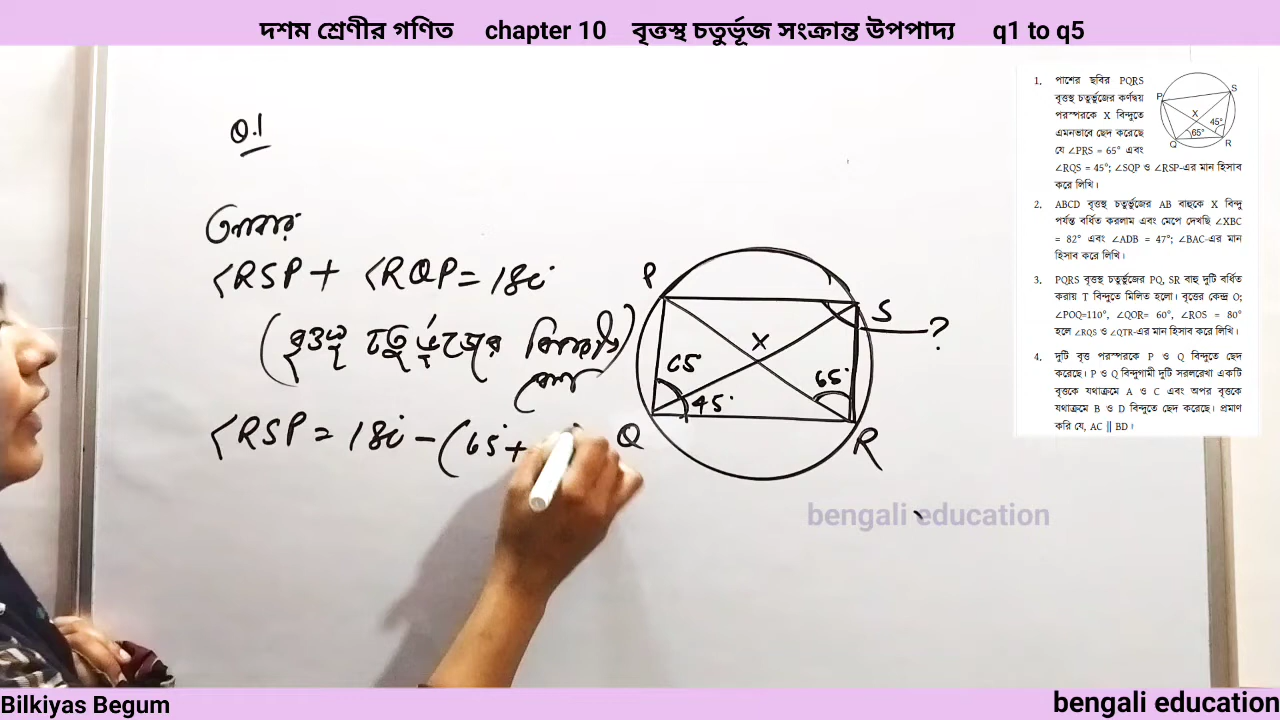 দশম শ্রেণীর গণিত chapter 10 বৃত্তস্থ চতুর্ভূজ সংক্রান্ত উপপাদ্য q1 to q5
Q.1
∠RSP + ∠RQP = 180°
(বৃত্তস্থ চতুর্ভুজের বিপরীত
কোণ)
∠RSP = 180° - (65° +
P
S
X
?
65°
65°
45°
Q
R
1. পাশের ছবির PQRS
বৃত্তস্থ চতুর্ভুজের কর্ণদ্বয়
পরস্পরকে X বিন্দুতে
এমনভাবে ছেদ করেছে
যে ∠PRS = 65° এবং
∠RQS = 45°; ∠SQP ও ∠RSP-এর মান হিসাব
করে লিখি।
P
S
X
45°
65°
Q
R
2. ABCD বৃত্তস্থ চতুর্ভুজের AB বাহুকে X বিন্দু
পর্যন্ত বর্ধিত করলাম এবং মেপে দেখছি ∠XBC
= 82° এবং ∠ADB = 47°; ∠BAC-এর মান
হিসাব করে লিখি।
3. PQRS বৃত্তস্থ চতুর্ভুজের PQ, SR বাহু দুটি বর্ধিত
করায় T বিন্দুতে মিলিত হলো। বৃত্তের কেন্দ্র O;
∠POQ=110°, ∠QOR= 60°, ∠ROS = 80°
হলে ∠RQS ও ∠QTR-এর মান হিসাব করে লিখি।
4. দুটি বৃত্ত পরস্পরকে P ও Q বিন্দুতে ছেদ
করেছে। P ও Q বিন্দুগামী দুটি সরলরেখা একটি
বৃত্তকে যথাক্রমে A ও C এবং অপর বৃত্তকে
যথাক্রমে B ও D বিন্দুতে ছেদ করেছে। প্রমাণ
করি যে, AC || BD।
bengali education
Bilkiyas Begum
bengali education